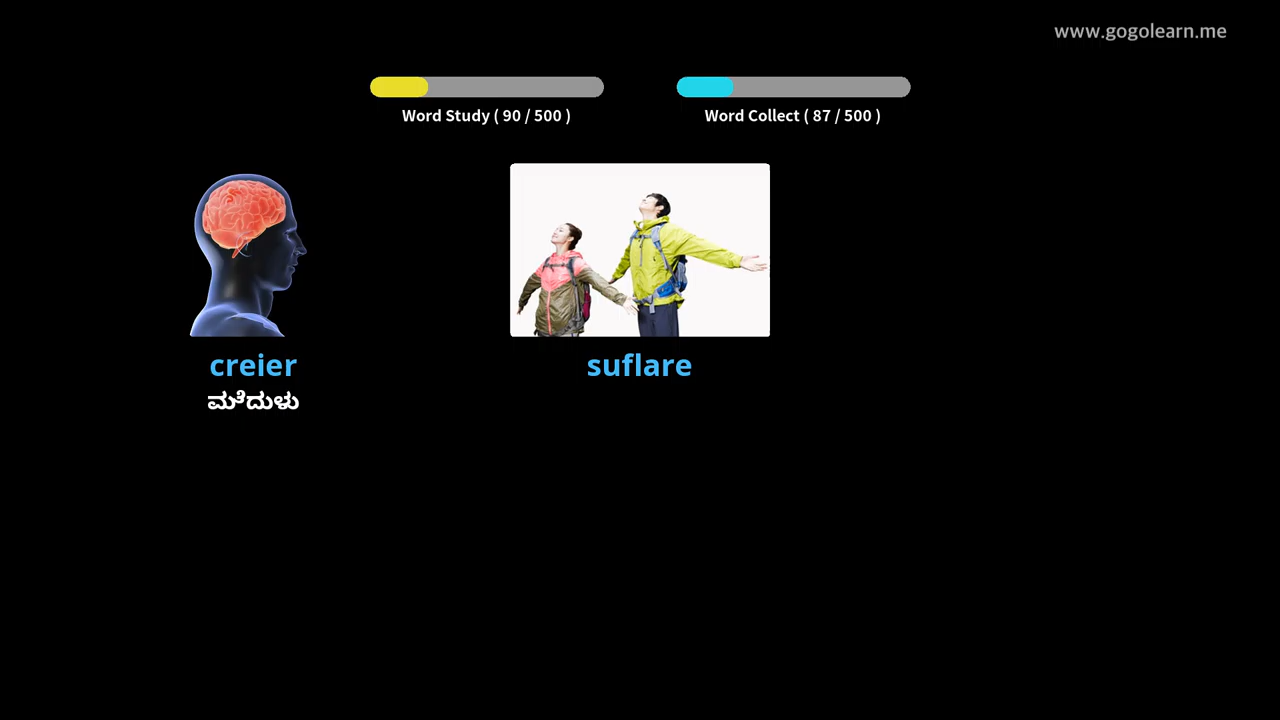 www.gogolearn.me
Word Study ( 90 / 500 )
Word Collect ( 87 / 500 )
creier
ಮೆದುಳು
suflare